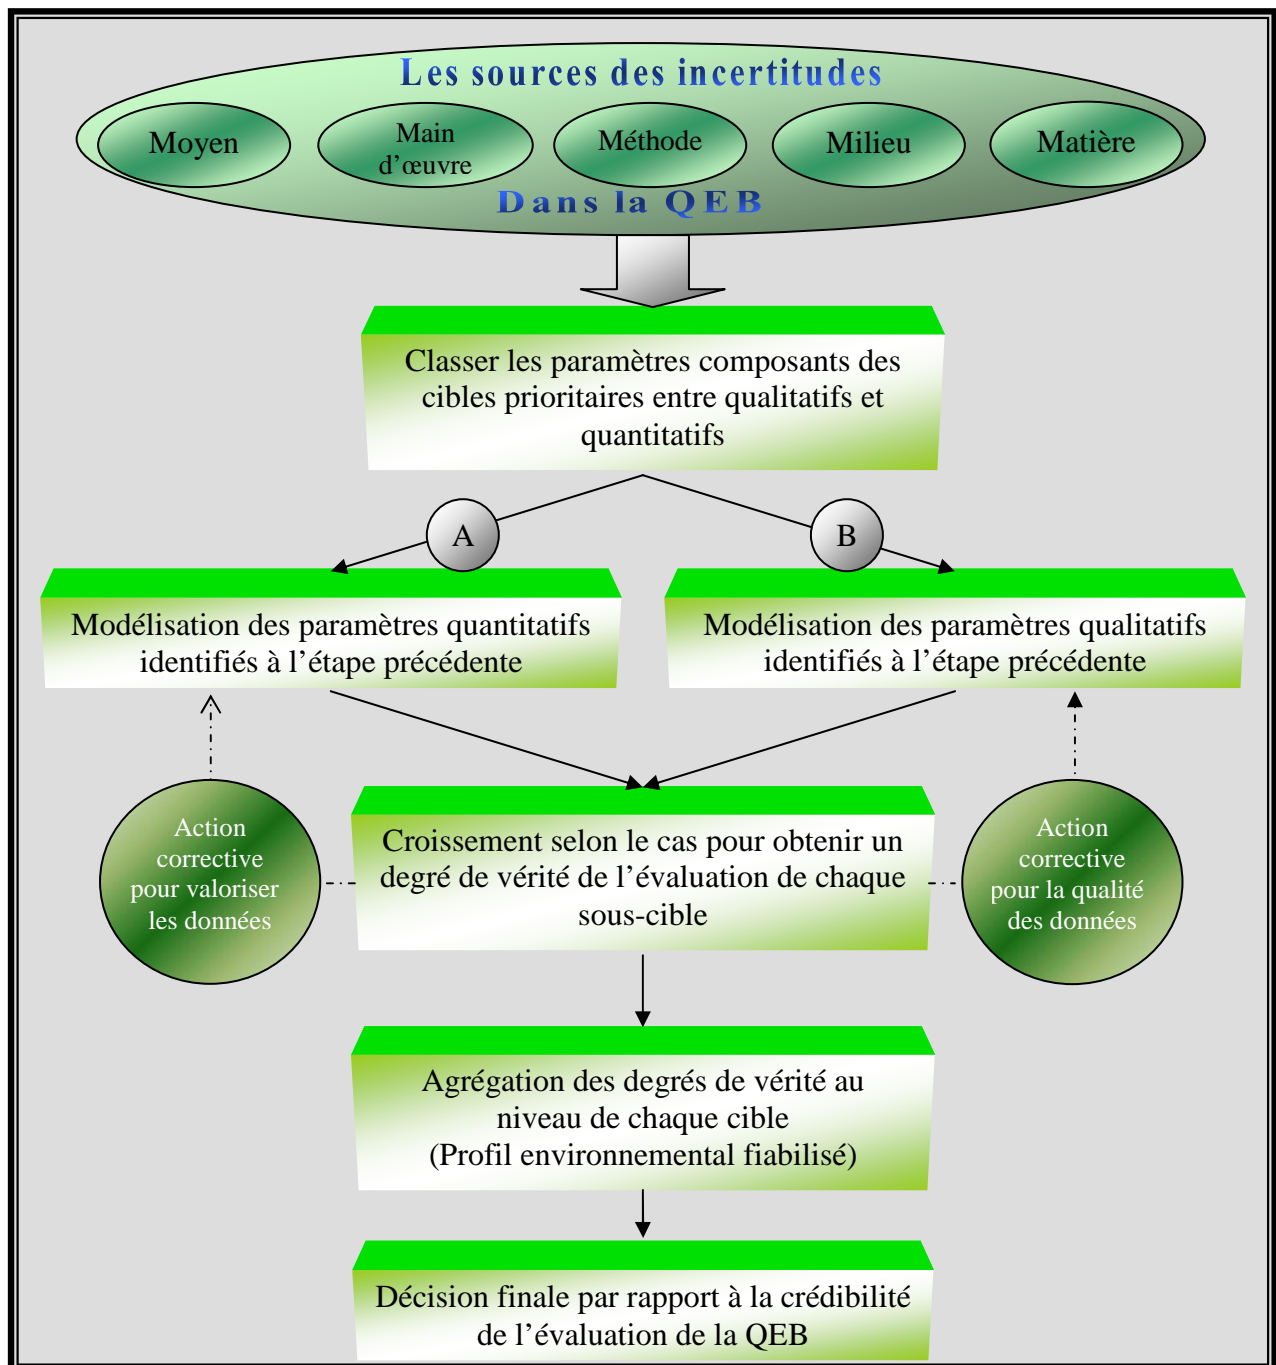 Les sources des incertitudes
Moyen
Main
d’œuvre
Méthode
Milieu
Matière
Dans la QEB
Classer les paramètres composants des
cibles prioritaires entre qualitatifs et
quantitatifs
A
B
Modélisation des paramètres quantitatifs
identifiés à l’étape précédente
Modélisation des paramètres qualitatifs
identifiés à l’étape précédente
Action
corrective
pour valoriser
les données
Croissement selon le cas pour obtenir un
degré de vérité de l’évaluation de chaque
sous-cible
Action
corrective
pour la qualité
des données
Agrégation des degrés de vérité au
niveau de chaque cible
(Profil environnemental fiabilisé)
Décision finale par rapport à la crédibilité
de l’évaluation de la QEB